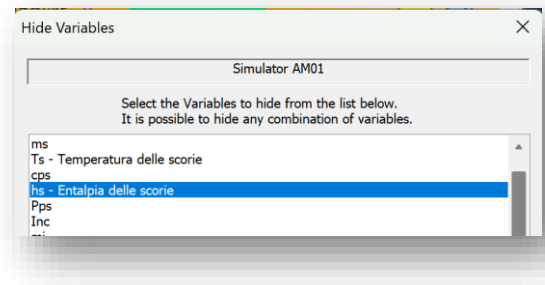 Hide Variables
Simulator AM01
Select the Variables to hide from the list below.
It is possible to hide any combination of variables.
ms
Ts - Temperatura delle scorie
cps
hs - Entalpia delle scorie
Pps
Inc